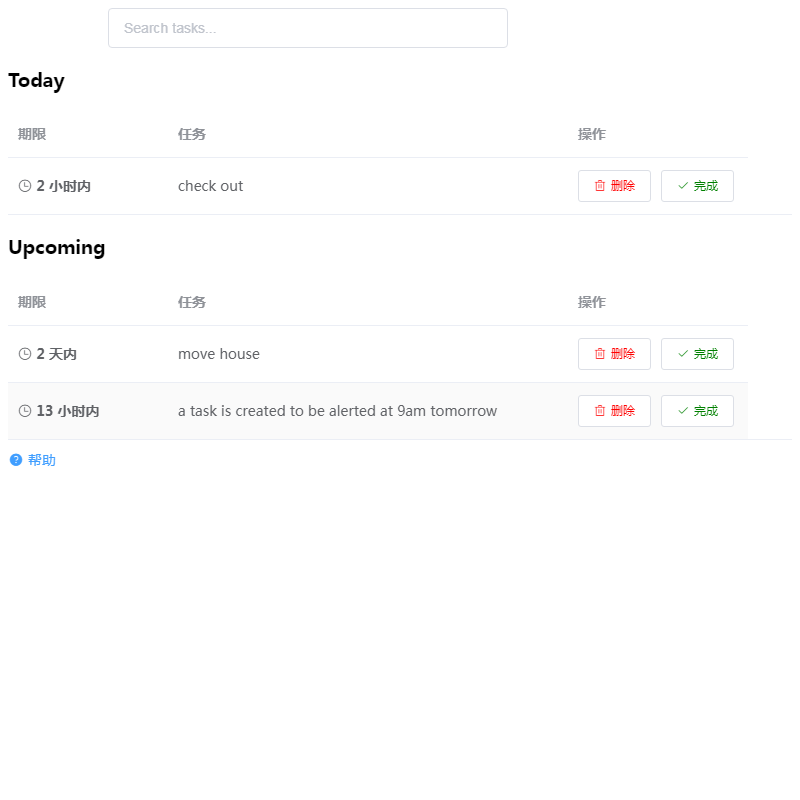 Search tasks...
Today
期限 任务 操作
2 小时内 check out 删除 完成
Upcoming
期限 任务 操作
2 天内 move house 删除 完成
13 小时内 a task is created to be alerted at 9am tomorrow 删除 完成
? 帮助